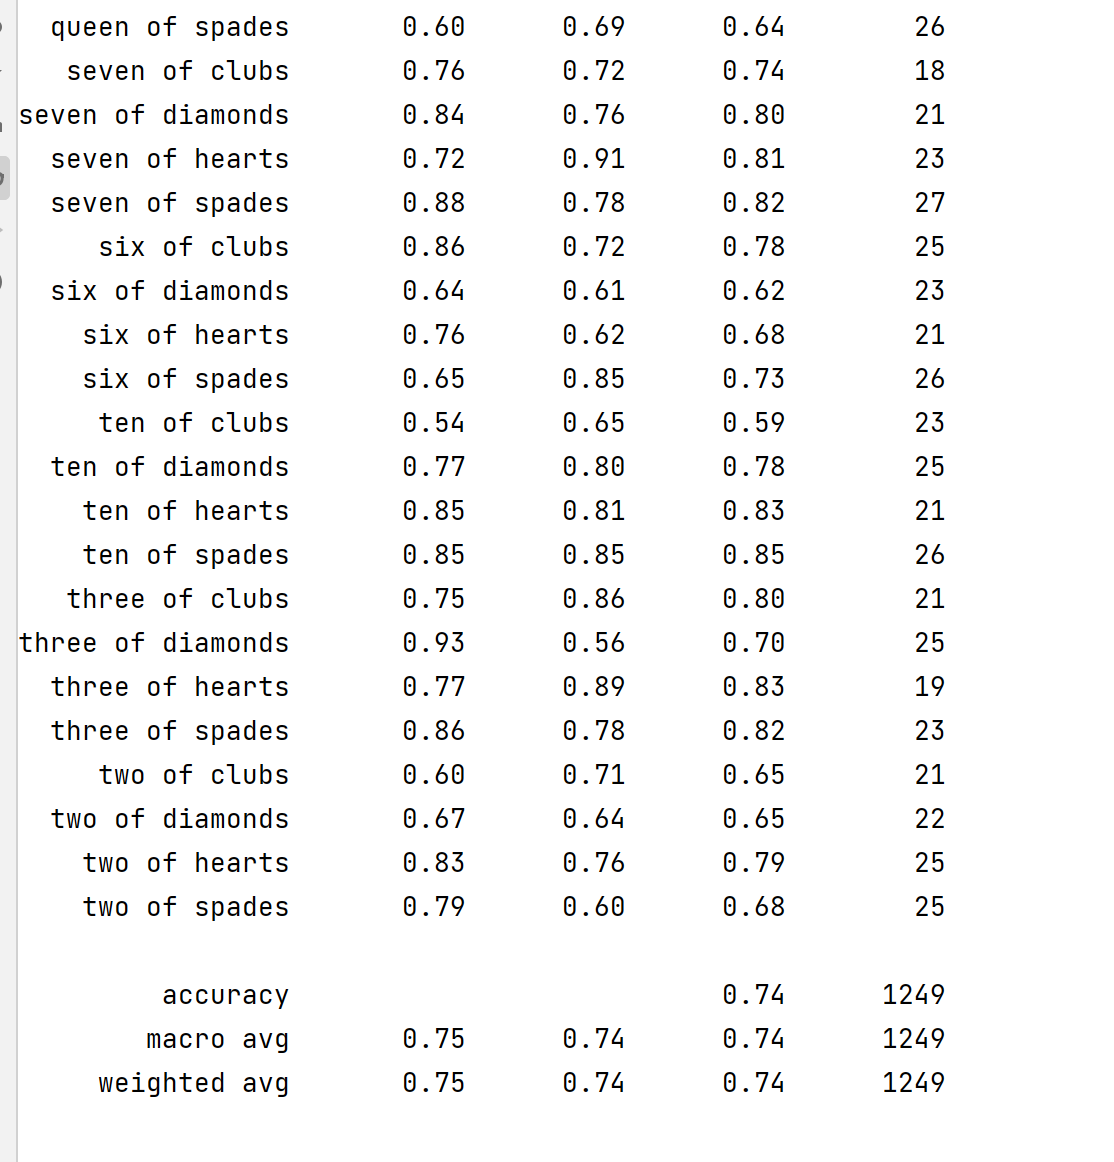 queen of spades 0.60 0.69 0.64 26
seven of clubs 0.76 0.72 0.74 18
seven of diamonds 0.84 0.76 0.80 21
seven of hearts 0.72 0.91 0.81 23
seven of spades 0.88 0.78 0.82 27
six of clubs 0.86 0.72 0.78 25
six of diamonds 0.64 0.61 0.62 23
six of hearts 0.76 0.62 0.68 21
six of spades 0.65 0.85 0.73 26
ten of clubs 0.54 0.65 0.59 23
ten of diamonds 0.77 0.80 0.78 25
ten of hearts 0.85 0.81 0.83 21
ten of spades 0.85 0.85 0.85 26
three of clubs 0.75 0.86 0.80 21
three of diamonds 0.93 0.56 0.70 25
three of hearts 0.77 0.89 0.83 19
three of spades 0.86 0.78 0.82 23
two of clubs 0.60 0.71 0.65 21
two of diamonds 0.67 0.64 0.65 22
two of hearts 0.83 0.76 0.79 25
two of spades 0.79 0.60 0.68 25
accuracy 0.74 1249
macro avg 0.75 0.74 0.74 1249
weighted avg 0.75 0.74 0.74 1249